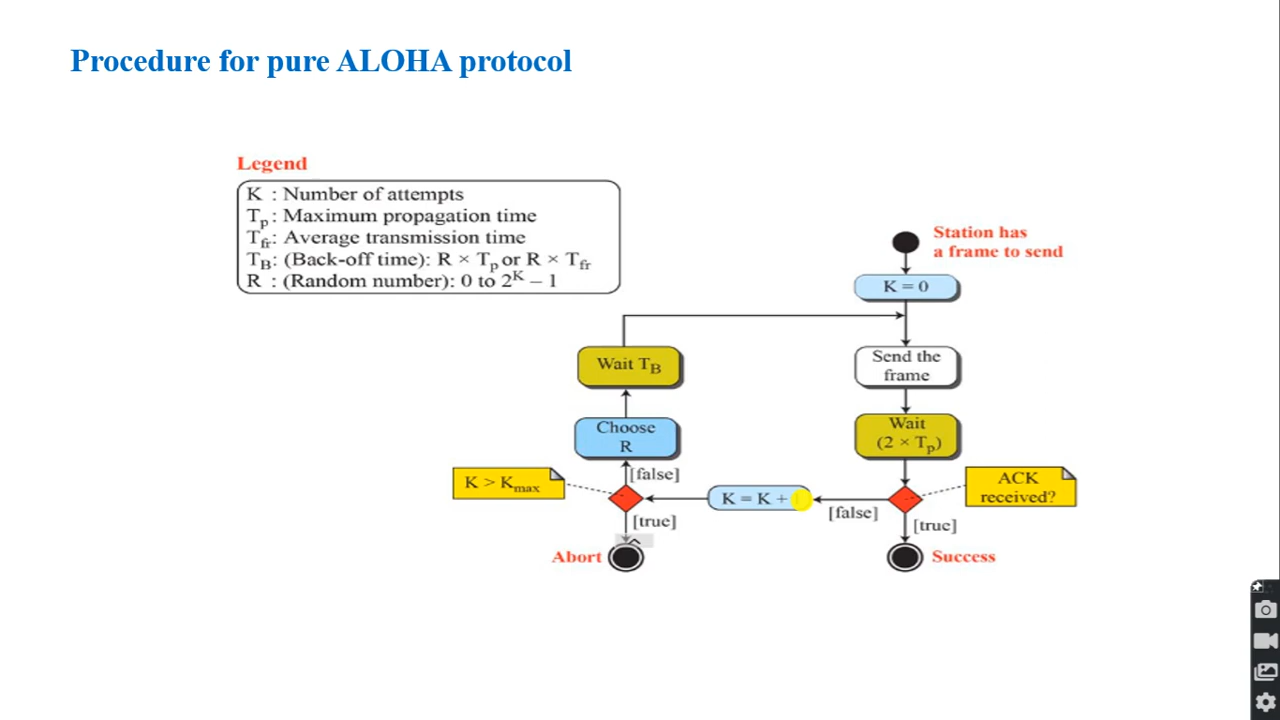 Procedure for pure ALOHA protocol
Legend
K : Number of attempts
Tp : Maximum propagation time
Tfr : Average transmission time
TB : (Back-off time): R × Tp or R × Tfr
R : (Random number): 0 to 2^K – 1
Station has
a frame to send
K = 0
Send the
frame
Wait TB
Wait
(2 × Tp)
Choose
R
[false]
K > Kmax
K = K +
[false]
ACK
received?
[true]
[true]
Abort
Success